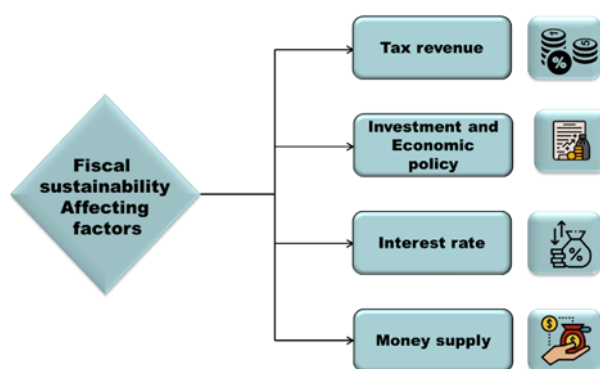 Fiscal
sustainability
Affecting
factors
Tax revenue
Investment and
Economic
policy
Interest rate
Money supply